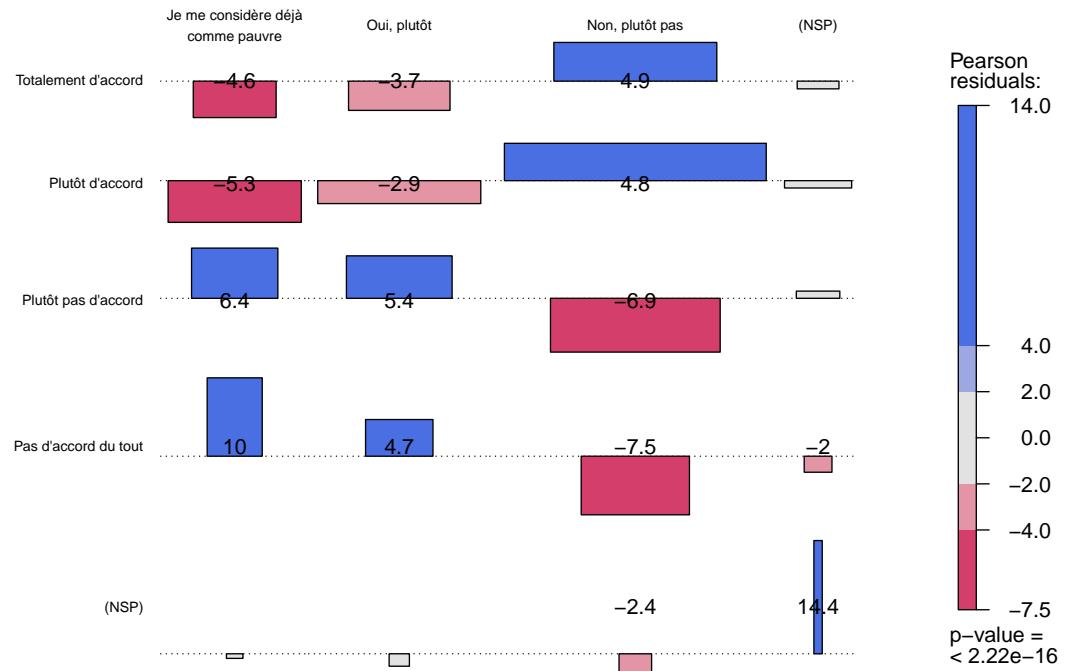 Je me considère déjà
comme pauvre
Oui, plutôt
Non, plutôt pas
(NSP)
Totalement d'accord
−4.6
−3.7
4.9
Plutôt d'accord
−5.3
−2.9
4.8
Plutôt pas d'accord
6.4
5.4
−6.9
Pas d'accord du tout
10
4.7
−7.5
−2
(NSP)
−2.4
14.4
Pearson
residuals:
14.0
4.0
2.0
0.0
−2.0
−4.0
−7.5
p−value =
< 2.22e−16